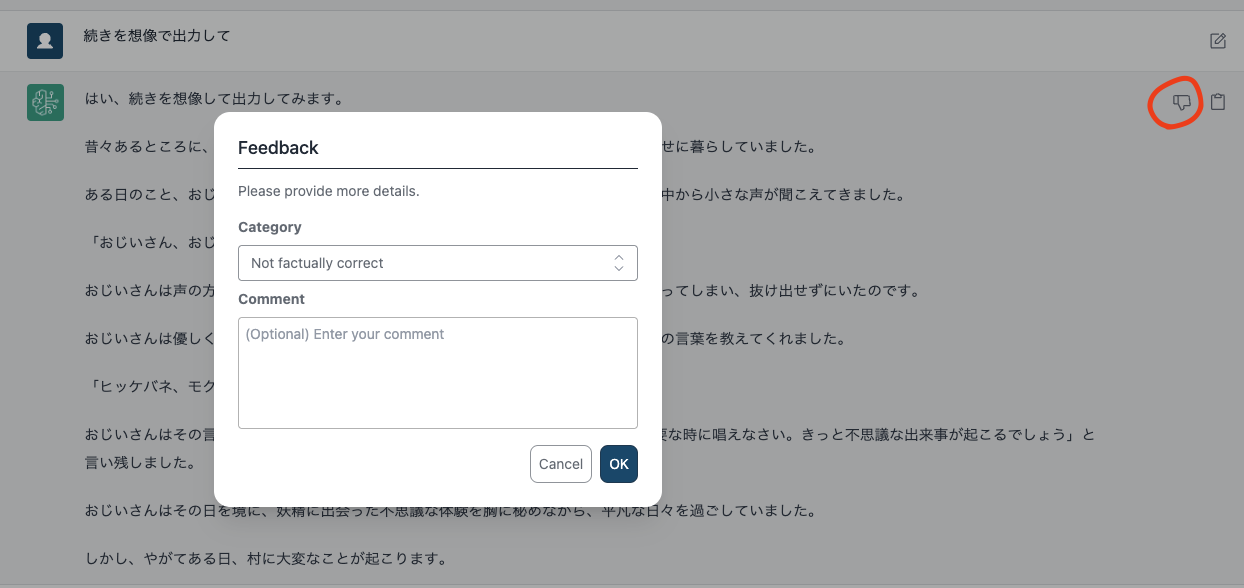 続きを想像で出力して
はい、続きを想像して出力してみます。
昔々あるところに、
せに暮らしていました。
ある日のこと、おじ
中から小さな声が聞こえてきました。
「おじいさん、おじ
おじいさんは声の方
ってしまい、抜け出せずにいたのです。
おじいさんは優しく
の言葉を教えてくれました。
「ヒッケバネ、モク
おじいさんはその言
な時に唱えなさい。きっと不思議な出来事が起こるでしょう」と
言い残しました。
おじいさんはその日を境に、妖精に出会った不思議な体験を胸に秘めながら、平凡な日々を過ごしていました。
しかし、やがてある日、村に大変なことが起こります。
Feedback
Please provide more details.
Category
Not factually correct
Comment
(Optional) Enter your comment
Cancel
OK